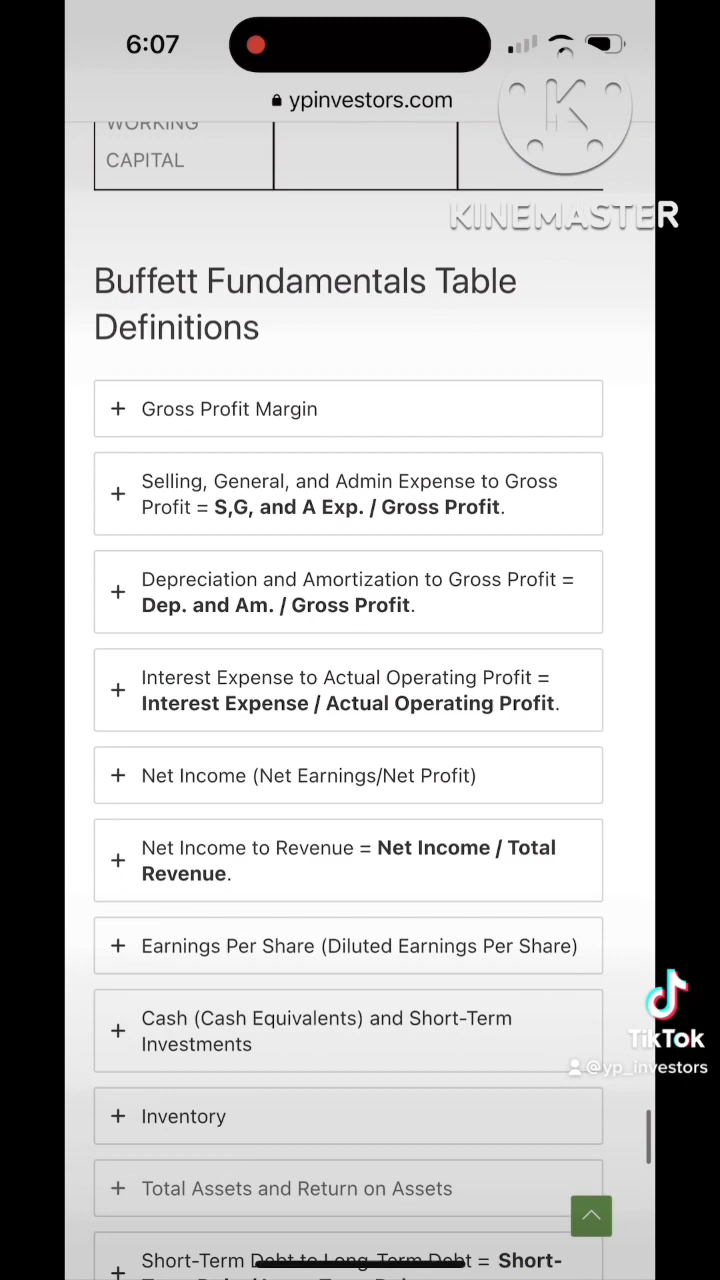 6:07
ypinvestors.com
WORKING
CAPITAL
K
KINEMASTER
Buffett Fundamentals Table
Definitions
+ Gross Profit Margin
+ Selling, General, and Admin Expense to Gross
Profit = S,G, and A Exp. / Gross Profit.
+ Depreciation and Amortization to Gross Profit =
Dep. and Am. / Gross Profit.
+ Interest Expense to Actual Operating Profit =
Interest Expense / Actual Operating Profit.
+ Net Income (Net Earnings/Net Profit)
+ Net Income to Revenue = Net Income / Total
Revenue.
+ Earnings Per Share (Diluted Earnings Per Share)
+ Cash (Cash Equivalents) and Short-Term
Investments
TikTok
@yp_investors
+ Inventory
+ Total Assets and Return on Assets
+ Short-Term Debt to Long-Term Debt = Short-